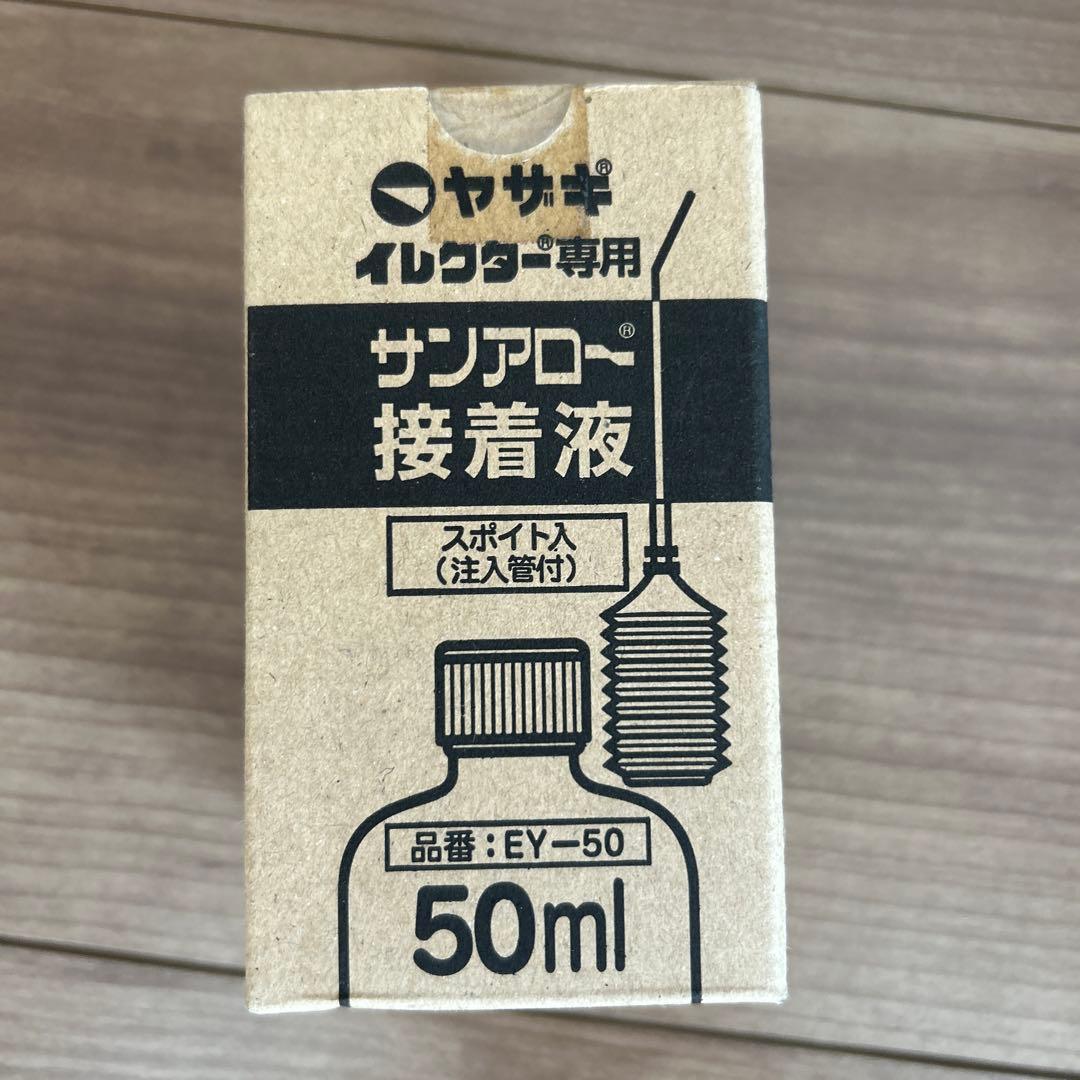 ヤザキ®
イレクター®専用
サンアロー®
接着液
スポイト入
(注入管付)
品番:EY-50
50ml